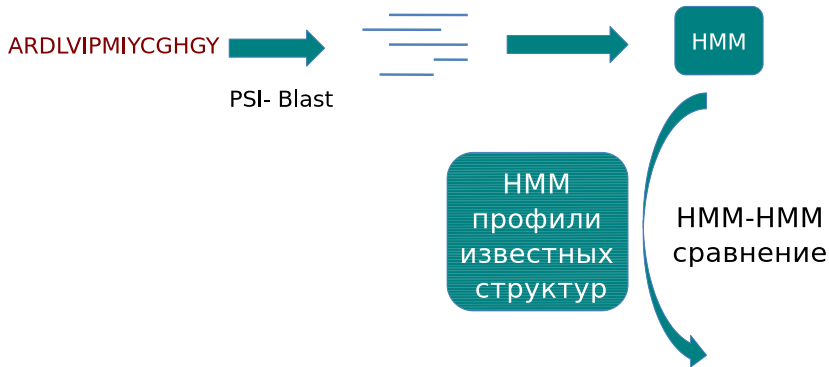 ARDLVIPMIYCGHGY
PSI- Blast
HMM
HMM
профили
известных
структур
HMM-HMM
сравнение